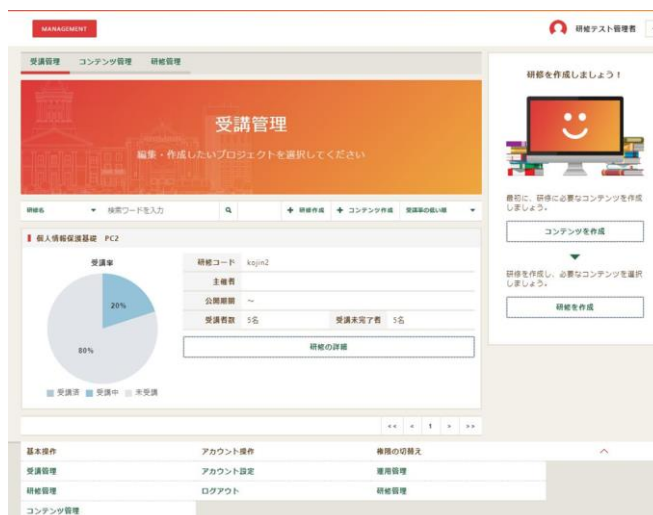 MANAGEMENT
研修テスト管理者
受講管理 コンテンツ管理 研修管理
受講管理
編集・作成したいプロジェクトを選択してください
研修名 検索ワードを入力 + 研修作成 + コンテンツ作成 受講率の低い順
個人情報保護基礎 PC2
受講率
20%
80%
受講済 受講中 未受講
研修コード kojin2
主催者
公開期間 ～
受講者数 5名 受講未完了者 5名
研修の詳細
<< < 1 > >>
研修を作成しましょう！
最初に、研修に必要なコンテンツを作成
しましょう。
コンテンツを作成
研修を作成し、必要なコンテンツを選択
しましょう。
研修を作成
基本操作 アカウント操作 権限の切替え
受講管理 アカウント設定 運用管理
研修管理 ログアウト 研修管理
コンテンツ管理